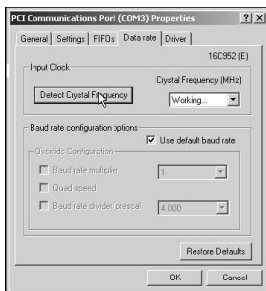 PCI Communications Port (COM3) Properties
General Settings FIFOs Data rate Driver
16C952 (E)
Input Clock
Crystal Frequency (MHz)
Detect Crystal Frequency
Working...
Baud rate configuration options
Use default baud rate
Override Configuration
Baud rate multiplier
1
Quad speed
Baud rate divider prescal
4.000
Restore Defaults
OK Cancel